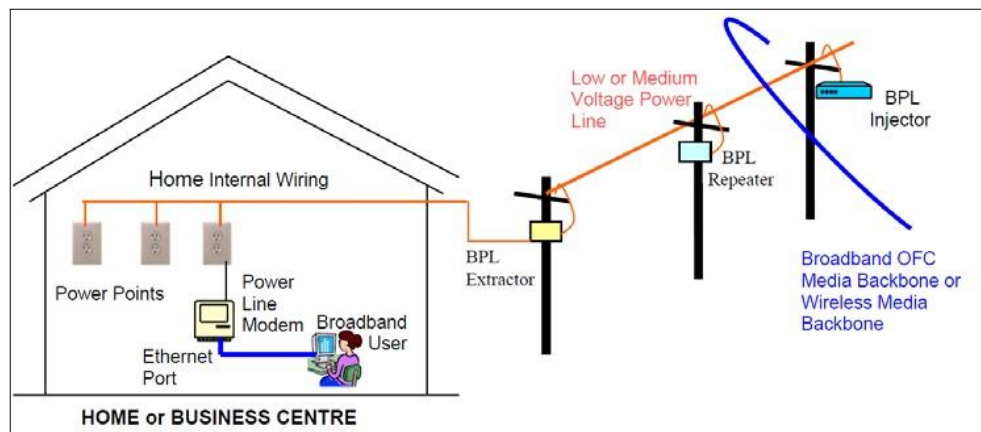 Low or Medium
Voltage Power
Line
BPL
Injector
BPL
Repeater
Home Internal Wiring
BPL
Extractor
Broadband OFC
Media Backbone or
Wireless Media
Backbone
Power Points
Power
Line
Modem
Broadband
User
Ethernet
Port
HOME or BUSINESS CENTRE